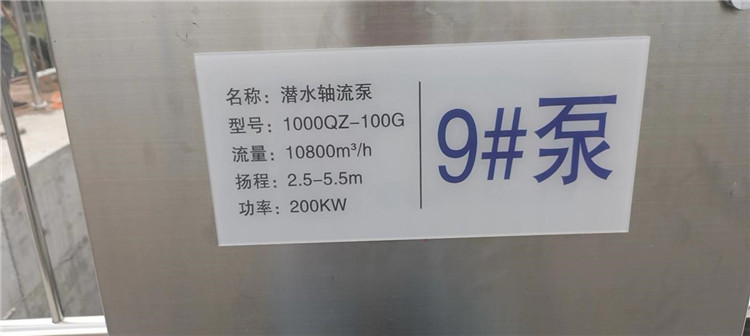 名称：潜水轴流泵
型号：1000QZ-100G
流量：10800m³/h
扬程：2.5-5.5m
功率：200KW
9#泵